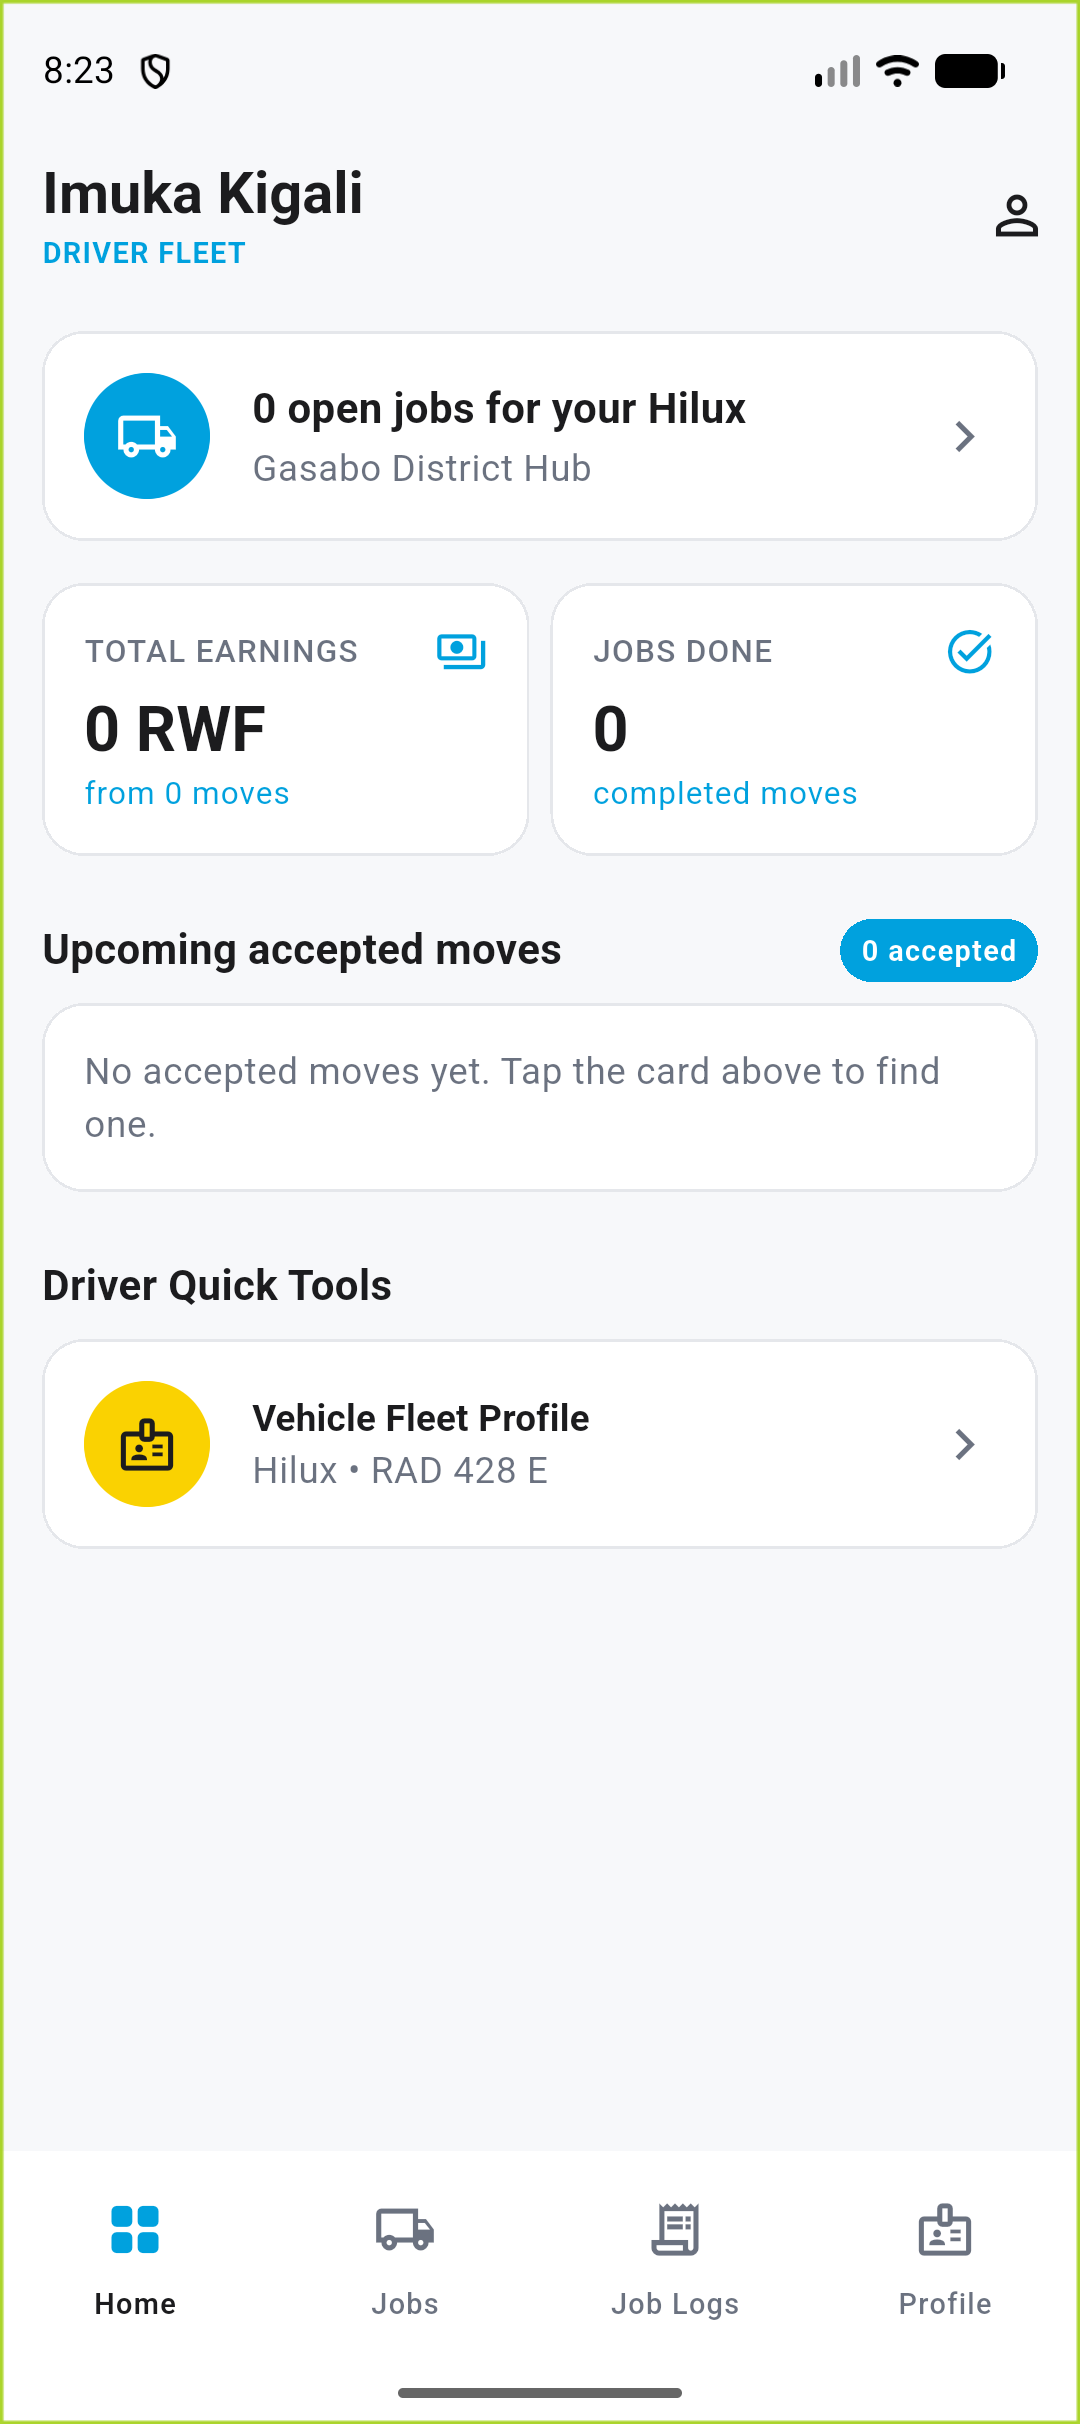 8:23
Imuka Kigali
DRIVER FLEET
0 open jobs for your Hilux
Gasabo District Hub
TOTAL EARNINGS
0 RWF
from 0 moves
JOBS DONE
0
completed moves
Upcoming accepted moves
0 accepted
No accepted moves yet. Tap the card above to find
one.
Driver Quick Tools
Vehicle Fleet Profile
Hilux • RAD 428 E
Home
Jobs
Job Logs
Profile